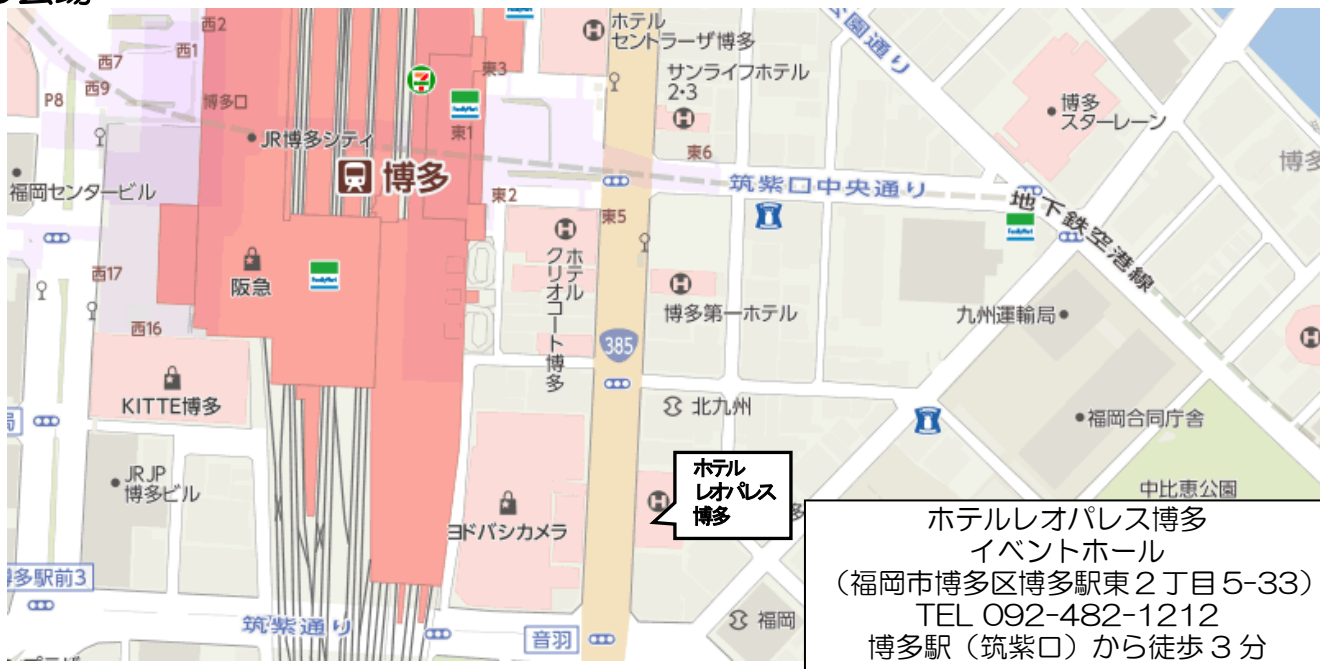 西2
西1
西7
西9
P8
博多口
JR博多シティ
博多
福岡センタービル
西17
西16
阪急
KITTE博多
JRJP
博多ビル
博多駅前3
筑紫通り
東3
東1
東2
東5
東6
FamilyMart
FamilyMart
FamilyMart
ホテル
セントラーザ博多
サンライフホテル
2・3
ホテル
クリオコート博多
385
博多第一ホテル
北九州
ヨドバシカメラ
音羽
福岡
公園通り
筑紫口中央通り
地下鉄空港線
博多
スターレーン
博多
九州運輸局
福岡合同庁舎
中比恵公園
ホテル
レオパレス
博多
ホテルレオパレス博多
イベントホール
（福岡市博多区博多駅東２丁目5-33）
TEL 092-482-1212
博多駅（筑紫口）から徒歩３分